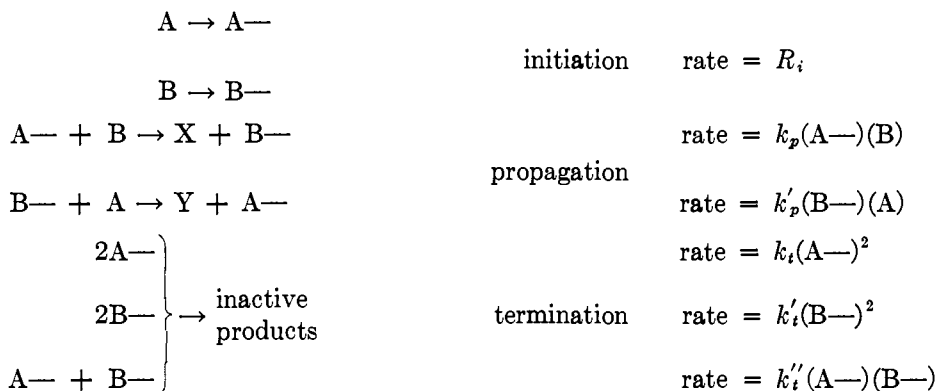 A → A—
initiation rate = R_i
B → B—
A— + B → X + B— rate = k_p(A—)(B)
propagation
B— + A → Y + A— rate = k'_p(B—)(A)
2A— rate = k_t(A—)²
2B— → inactive products termination rate = k'_t(B—)²
A— + B— rate = k''_t(A—)(B—)